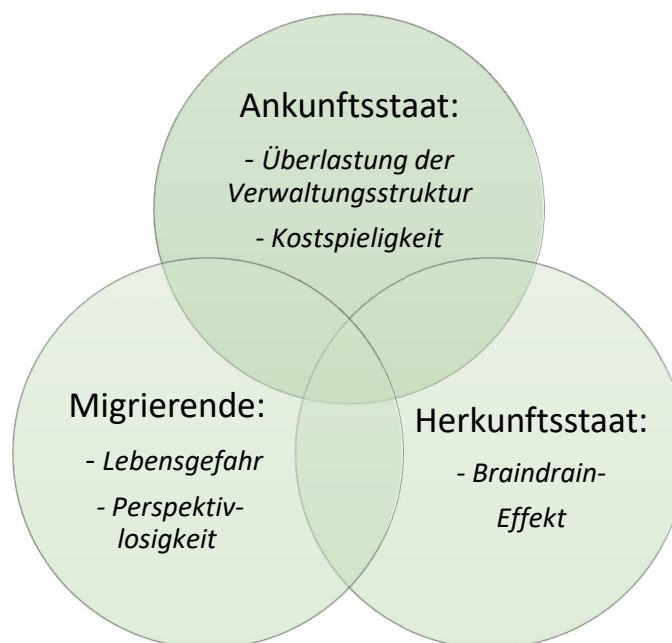 Ankunftsstaat:
- Überlastung der
Verwaltungsstruktur
- Kostspieligkeit
Migrierende:
- Lebensgefahr
- Perspektiv-
losigkeit
Herkunftsstaat:
- Braindrain-
Effekt